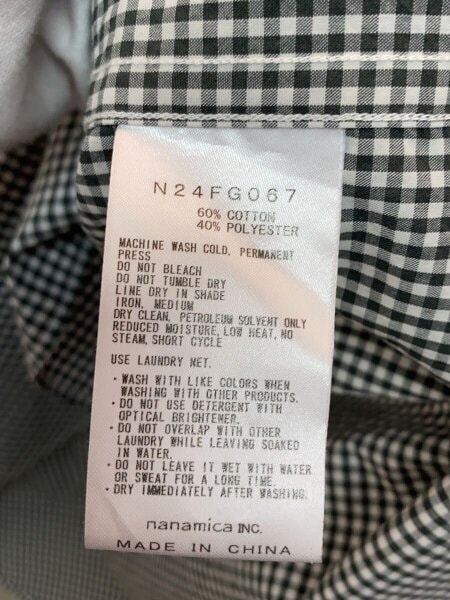 N24FG067
60% COTTON
40% POLYESTER
MACHINE WASH COLD, PERMANENT
PRESS
DO NOT BLEACH
DO NOT TUMBLE DRY
LINE DRY IN SHADE
IRON, MEDIUM
DRY CLEAN, PETROLEUM SOLVENT ONLY
REDUCED MOISTURE, LOW HEAT, NO
STEAM, SHORT CYCLE
USE LAUNDRY NET.
・WASH WITH LIKE COLORS WHEN
WASHING WITH OTHER PRODUCTS.
・DO NOT USE DETERGENT WITH
OPTICAL BRIGHTENER.
・DO NOT OVERLAP WITH OTHER
LAUNDRY WHILE LEAVING SOAKED
IN WATER.
・DO NOT LEAVE IT WET WITH WATER
OR SWEAT FOR A LONG TIME.
・DRY IMMEDIATELY AFTER WASHING.
nanamica INC.
MADE IN CHINA